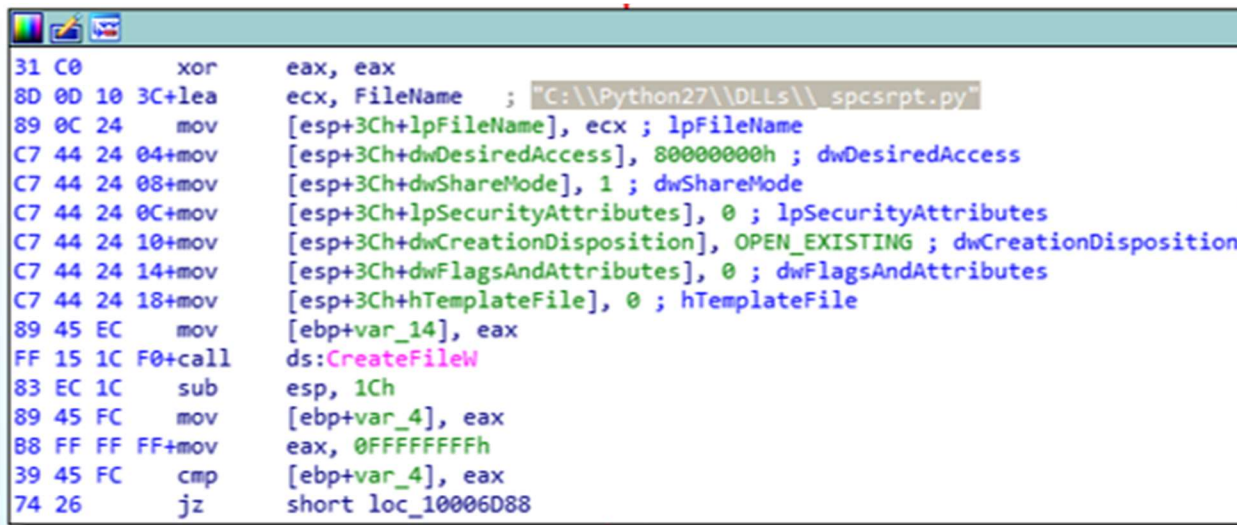 31 C0 xor eax, eax
8D 0D 10 3C+lea ecx, FileName ; "C:\\Python27\\DLLs\\_spcsrpt.py"
89 0C 24 mov [esp+3Ch+lpFileName], ecx ; lpFileName
C7 44 24 04+mov [esp+3Ch+dwDesiredAccess], 80000000h ; dwDesiredAccess
C7 44 24 08+mov [esp+3Ch+dwShareMode], 1 ; dwShareMode
C7 44 24 0C+mov [esp+3Ch+lpSecurityAttributes], 0 ; lpSecurityAttributes
C7 44 24 10+mov [esp+3Ch+dwCreationDisposition], OPEN_EXISTING ; dwCreationDisposition
C7 44 24 14+mov [esp+3Ch+dwFlagsAndAttributes], 0 ; dwFlagsAndAttributes
C7 44 24 18+mov [esp+3Ch+hTemplateFile], 0 ; hTemplateFile
89 45 EC mov [ebp+var_14], eax
FF 15 1C F0+call ds:CreateFileW
83 EC 1C sub esp, 1Ch
89 45 FC mov [ebp+var_4], eax
B8 FF FF FF+mov eax, 0FFFFFFFFh
39 45 FC cmp [ebp+var_4], eax
74 26 jz short loc_10006D88